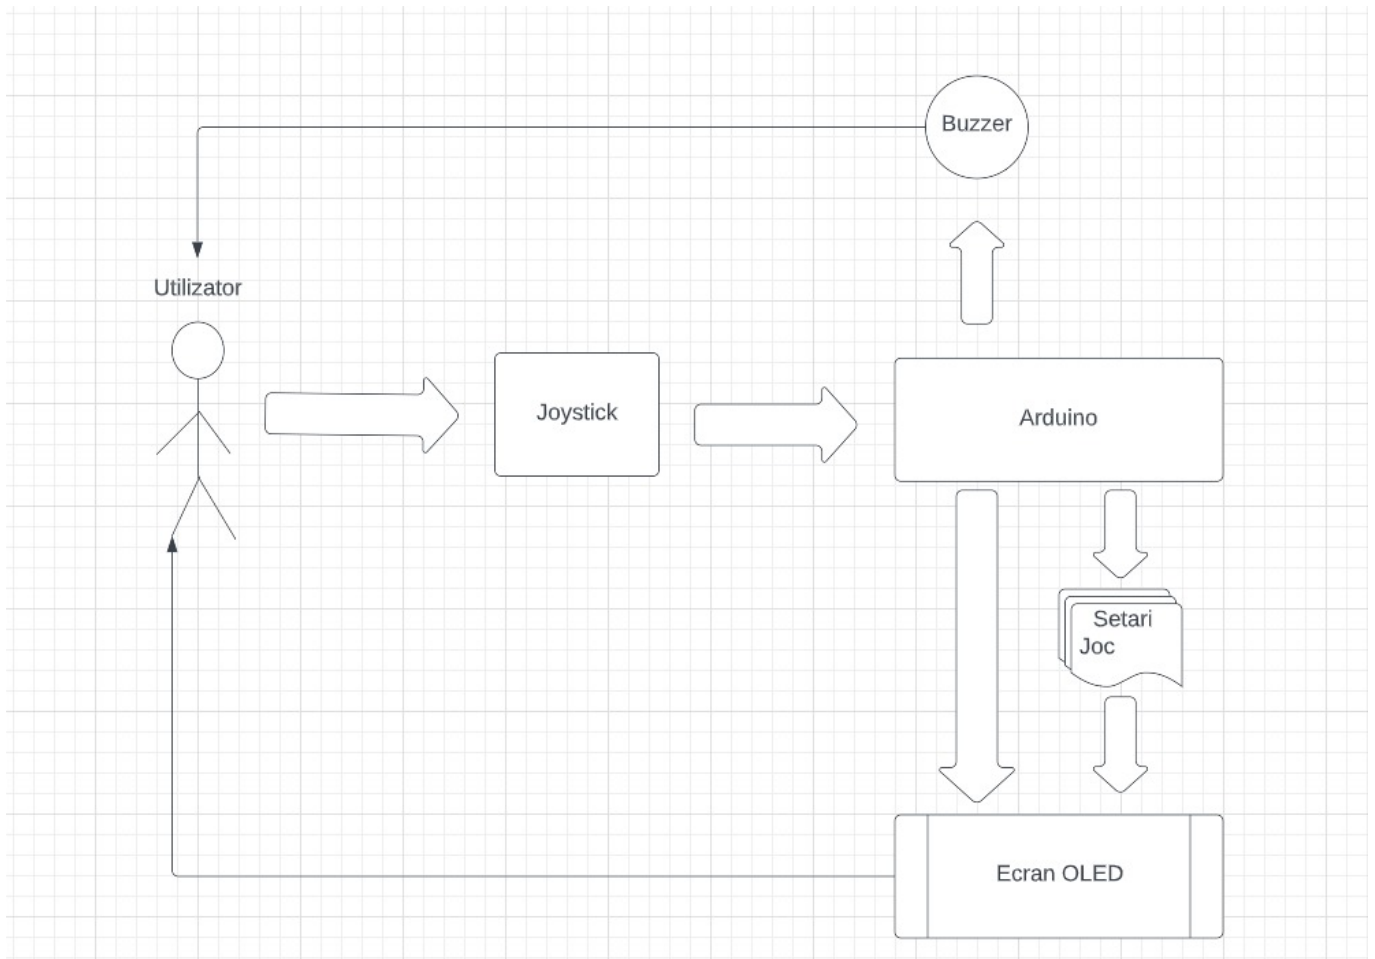 Buzzer
Utilizator
Joystick
Arduino
Setari
Joc
Ecran OLED